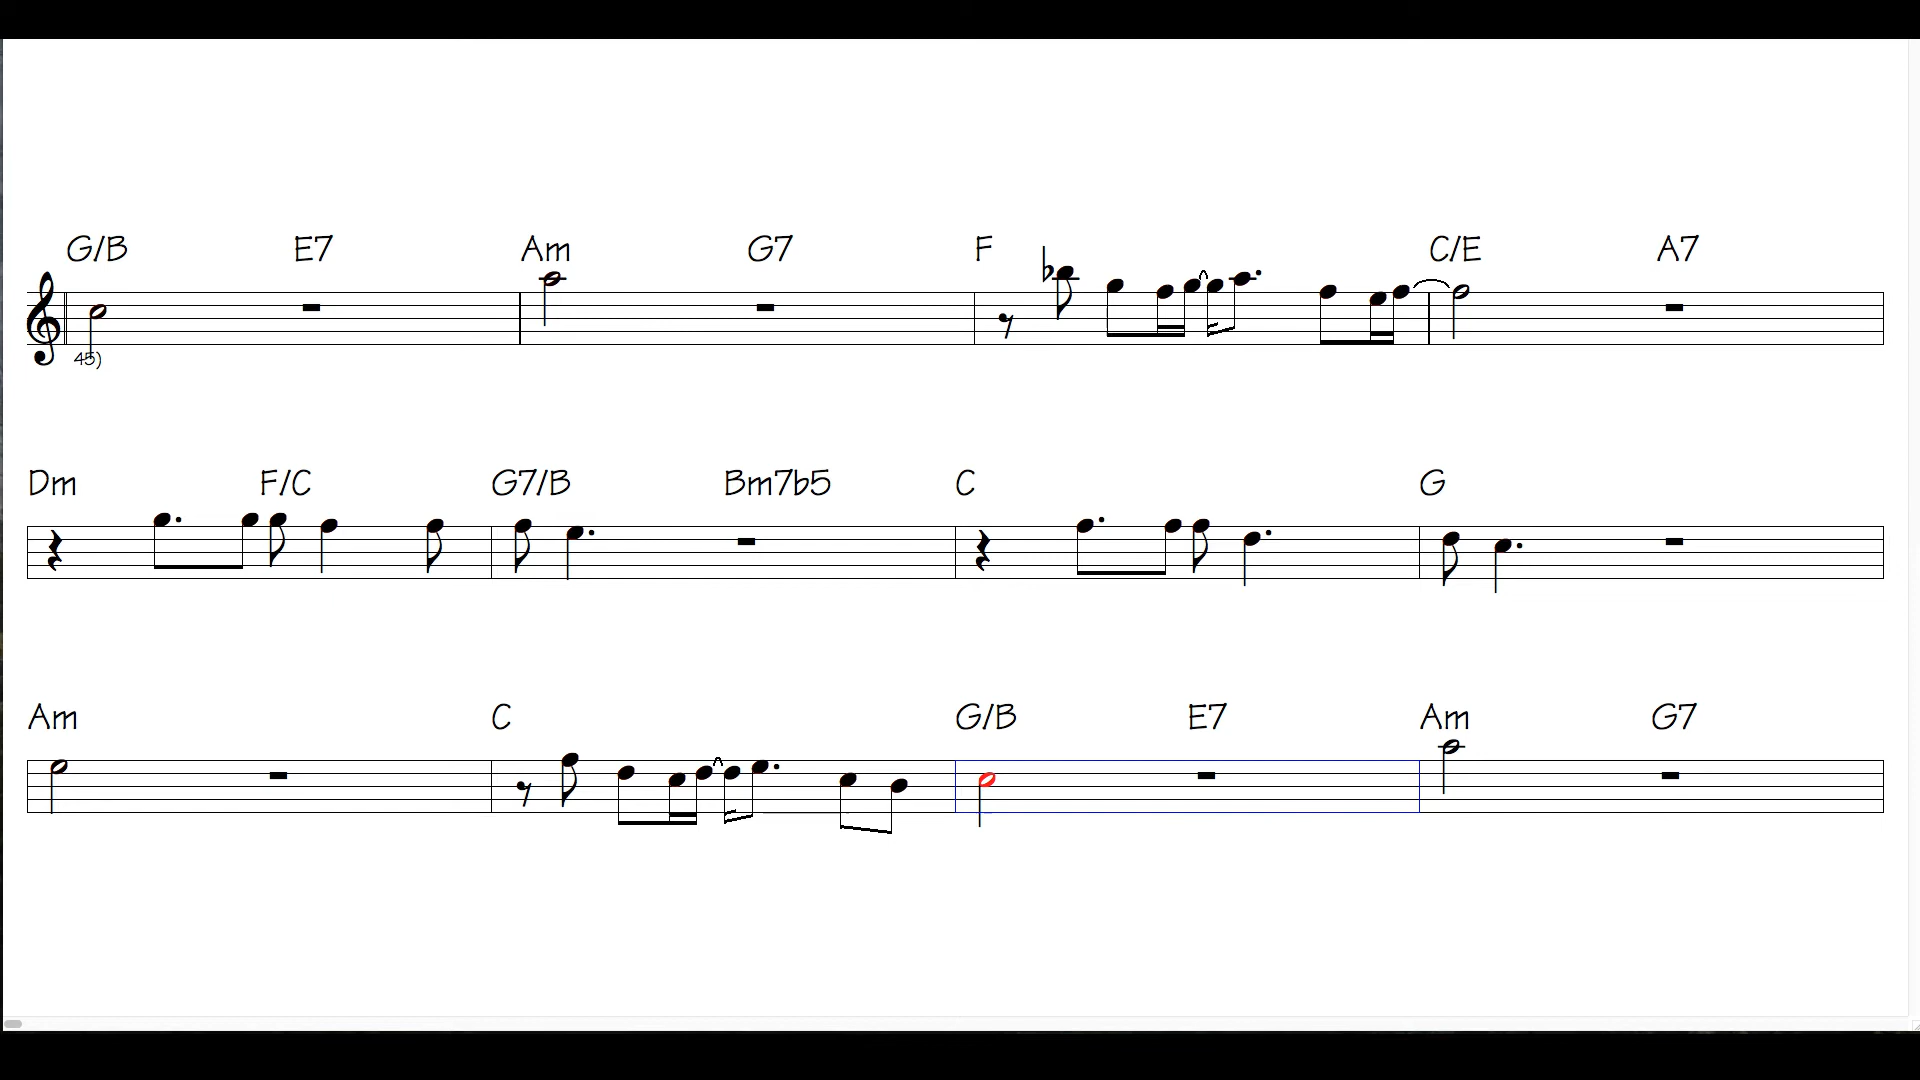 G/B E7 Am G7 F C/E A7
45)
Dm F/C G7/B Bm7b5 C G
Am C G/B E7 Am G7